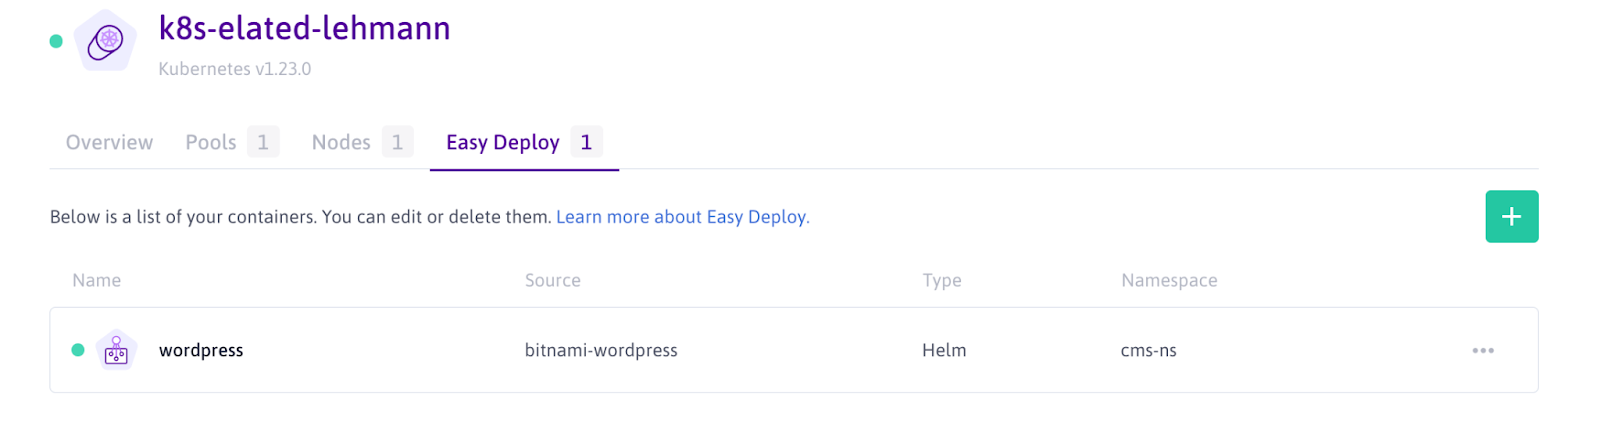 k8s-elated-lehmann
Kubernetes v1.23.0
Overview Pools 1 Nodes 1 Easy Deploy 1
Below is a list of your containers. You can edit or delete them. Learn more about Easy Deploy.
+
Name Source Type Namespace
wordpress bitnami-wordpress Helm cms-ns